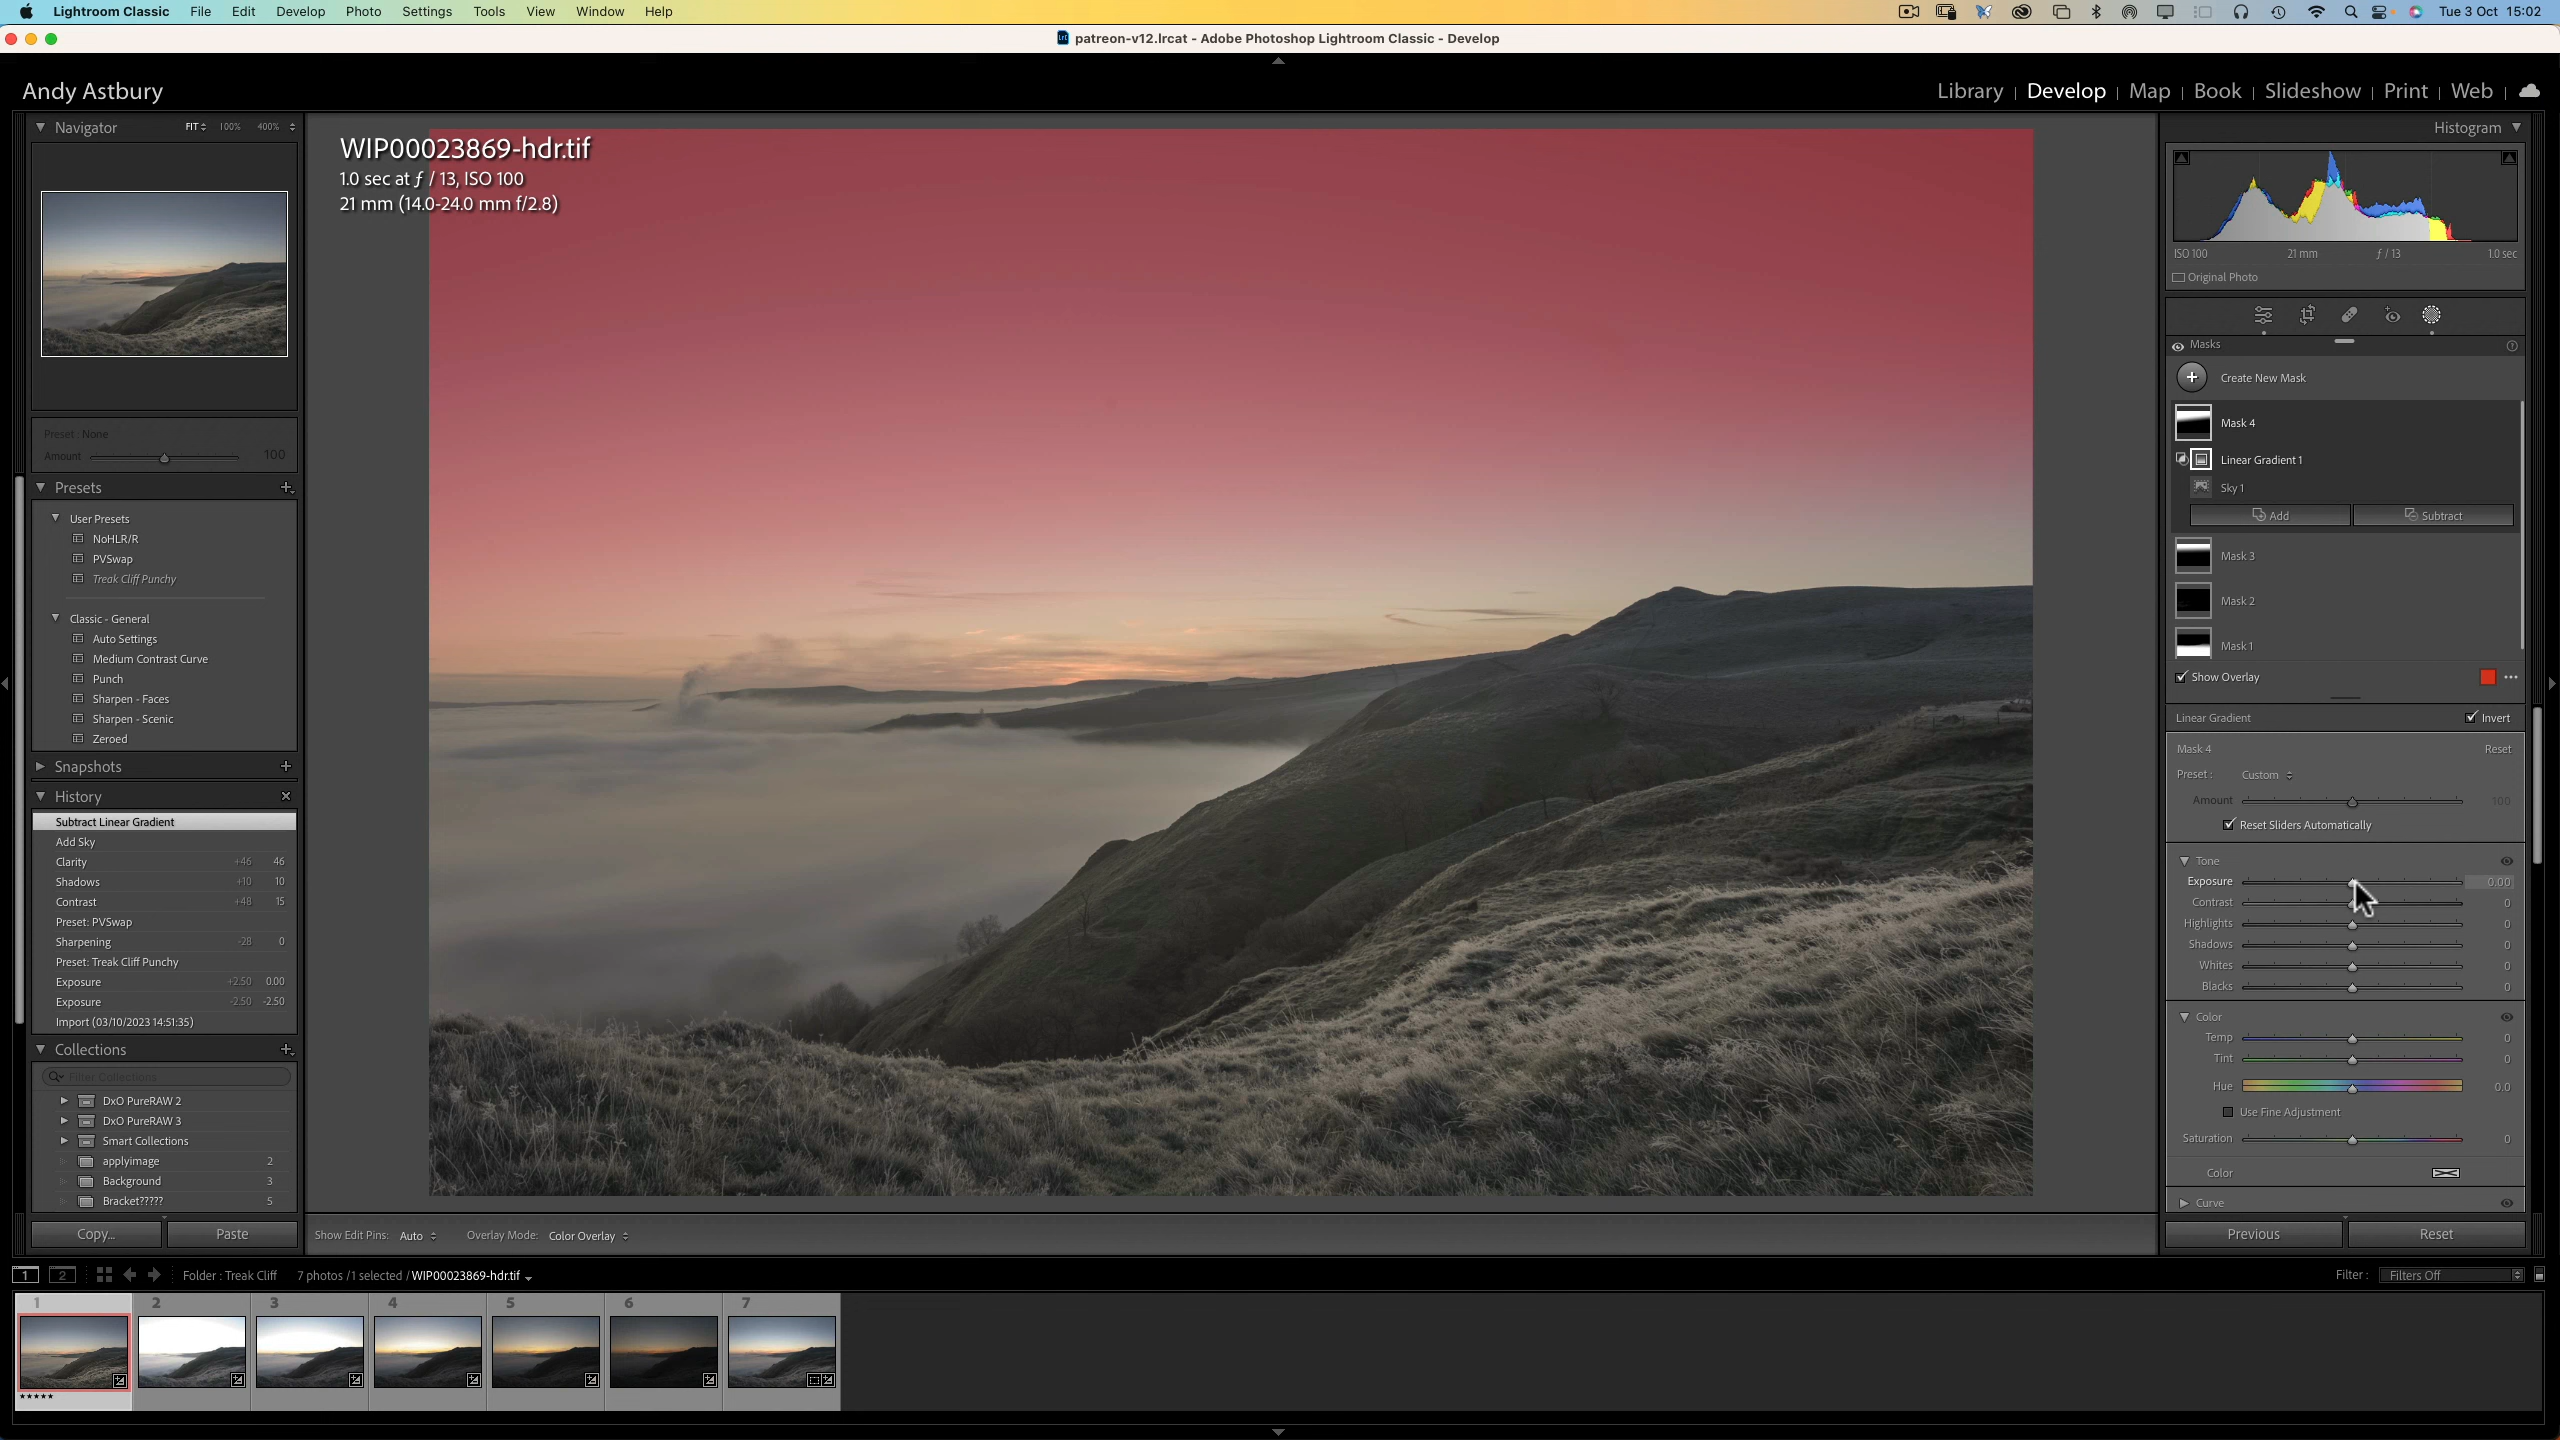 Lightroom Classic File Edit Develop Photo Settings Tools View Window Help Tue 3 Oct 15:02
patreon-v12.lrcat - Adobe Photoshop Lightroom Classic - Develop
Andy Astbury
Library | Develop | Map | Book | Slideshow | Print | Web
Navigator FIT 100% 400%
Preset : None
Amount 100
Presets
User Presets
NoHLR/R
PVSwap
Treak Cliff Punchy
Classic - General
Auto Settings
Medium Contrast Curve
Punch
Sharpen - Faces
Sharpen - Scenic
Zeroed
Snapshots
History
Subtract Linear Gradient
Add Sky
Clarity +46 46
Shadows +10 10
Contrast +48 15
Preset: PVSwap
Sharpening -28 0
Preset: Treak Cliff Punchy
Exposure +2.50 0.00
Exposure -2.50 -2.50
Import (03/10/2023 14:51:35)
Collections
Filter Collections
DxO PureRAW 2
DxO PureRAW 3
Smart Collections
applyimage 2
Background 3
Bracket????? 5
Copy... Paste
WIP00023869-hdr.tif
1.0 sec at ƒ / 13, ISO 100
21 mm (14.0-24.0 mm f/2.8)
Show Edit Pins: Auto Overlay Mode: Color Overlay
Histogram
ISO 100 21 mm ƒ / 13 1.0 sec
Original Photo
Masks
Create New Mask
Mask 4
Linear Gradient 1
Sky 1
Add Subtract
Mask 3
Mask 2
Mask 1
Show Overlay
Linear Gradient Invert
Mask 4 Reset
Preset : Custom
Amount 100
Reset Sliders Automatically
Tone
Exposure 0.00
Contrast 0
Highlights 0
Shadows 0
Whites 0
Blacks 0
Color
Temp 0
Tint 0
Hue 0.0
Use Fine Adjustment
Saturation 0
Color
Curve
Previous Reset
1 2 Folder : Treak Cliff 7 photos / 1 selected / WIP00023869-hdr.tif Filter : Filters Off
1 2 3 4 5 6 7